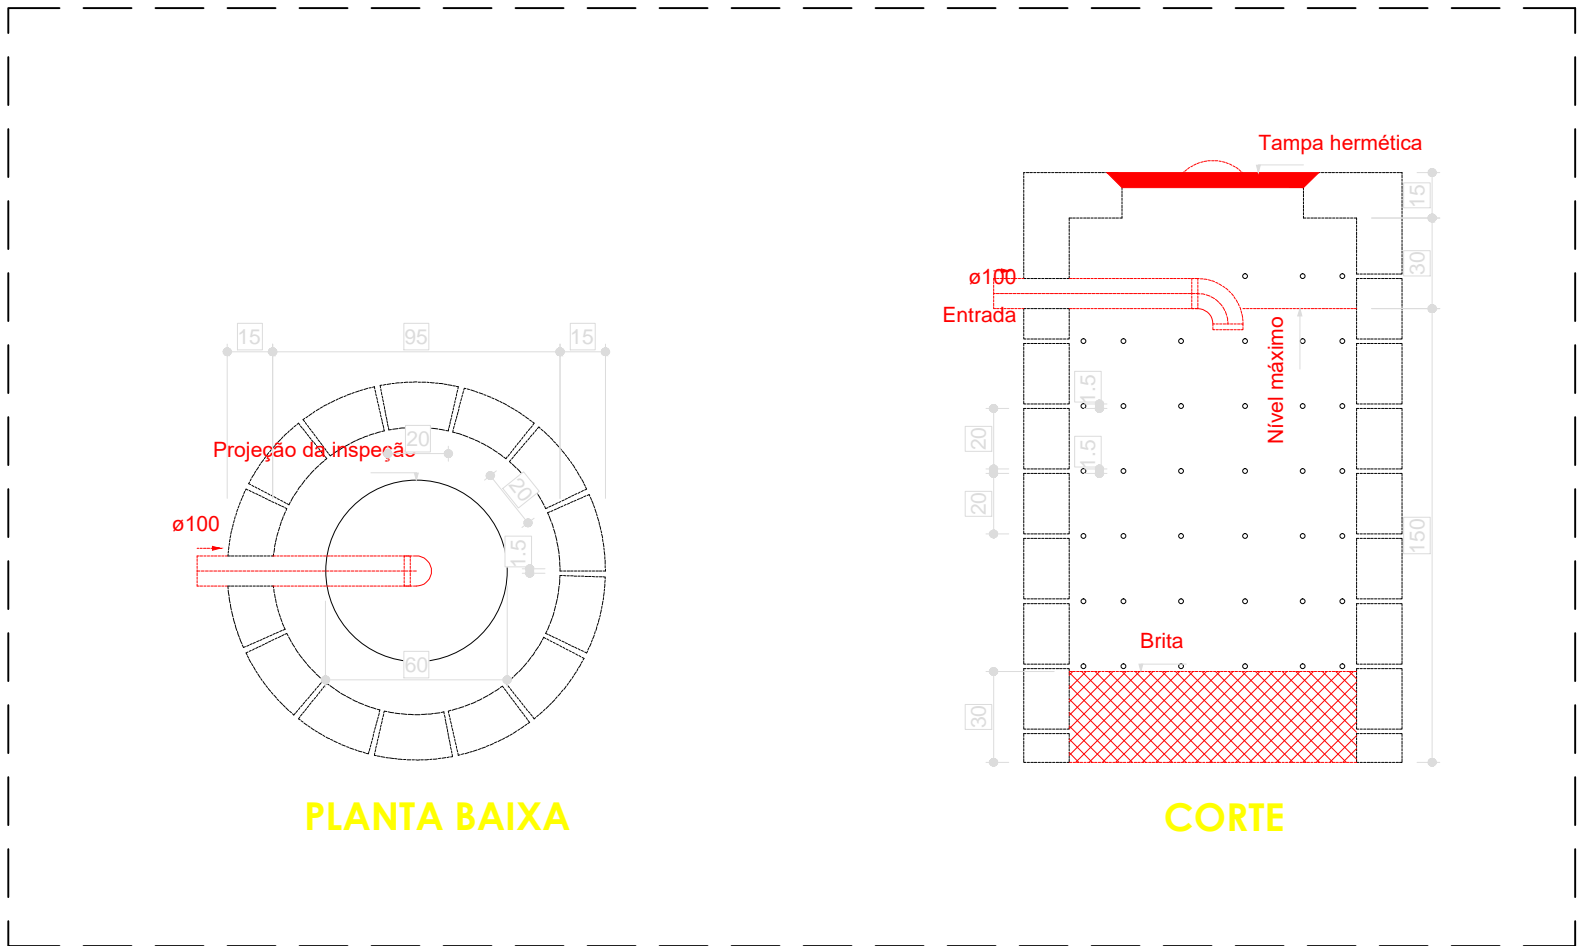 15
95
15
Projeção da inspeção
20
20
ø100
1.5
60
PLANTA BAIXA
Tampa hermética
15
30
ø100
Entrada
Nível máximo
1.5
20
1.5
20
150
Brita
30
CORTE